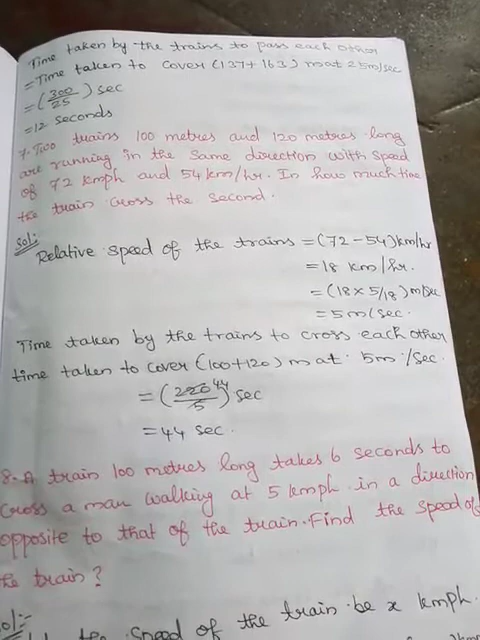 Time taken by the trains to pass each other
= Time taken to cover (137+163) m at 25m/sec
= (300/25) sec
= 12 seconds
7. Two trains 100 metres and 120 metres long
are running in the same direction with speed
of 72 kmph and 54 km/hr. In how much time
the train cross the second.
Sol:
Relative speed of the trains = (72-54) km/hr
= 18 km/hr.
= (18 x 5/18) m/sec
= 5 m/sec.
Time taken by the trains to cross each other
time taken to cover (100+120) m at 5m/sec.
= (220/5) 44 sec
= 44 sec.
8. A train 100 metres long takes 6 seconds to
cross a man walking at 5 kmph in a direction
opposite to that of the train. Find the speed of
the train?
Sol:-
the speed of the train be x kmph.